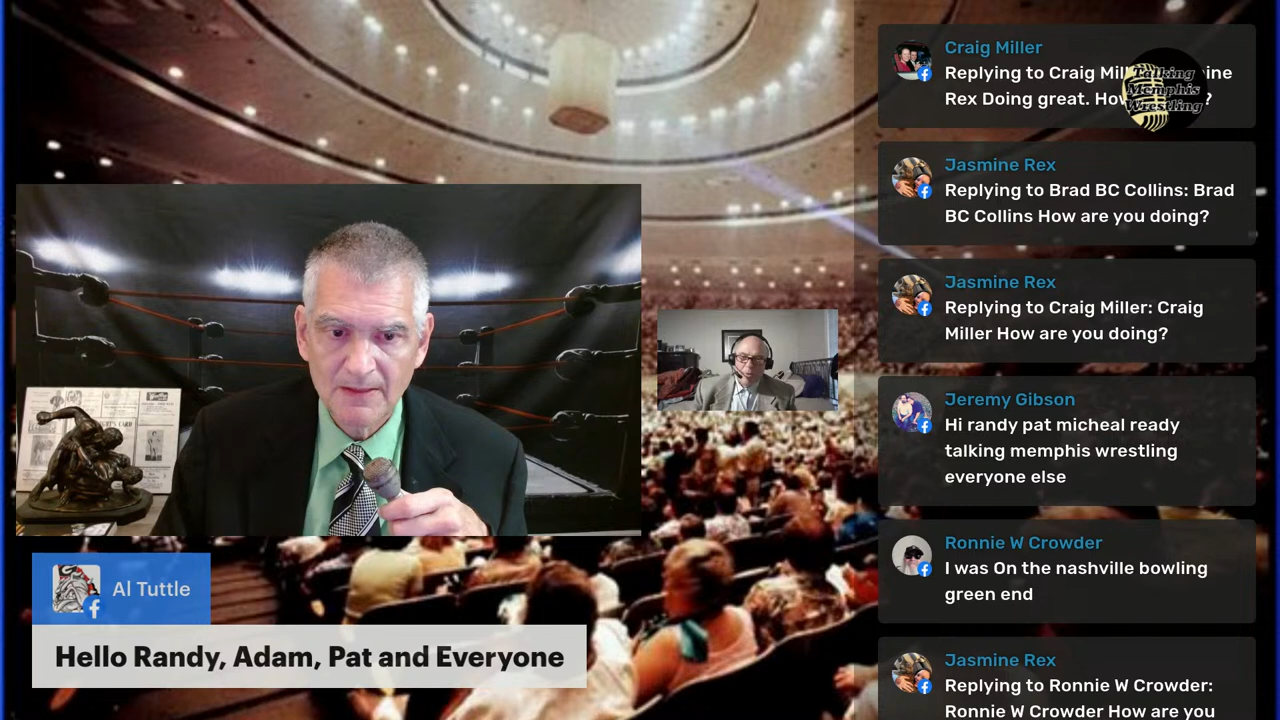 Craig Miller
Replying to Craig Mil ine
Rex Doing great. Ho ?
Talking
Memphis
Wrestling
Jasmine Rex
Replying to Brad BC Collins: Brad
BC Collins How are you doing?
Jasmine Rex
Replying to Craig Miller: Craig
Miller How are you doing?
Jeremy Gibson
Hi randy pat micheal ready
talking memphis wrestling
everyone else
Ronnie W Crowder
I was On the nashville bowling
green end
Jasmine Rex
Replying to Ronnie W Crowder:
Ronnie W Crowder How are you
Al Tuttle
Hello Randy, Adam, Pat and Everyone